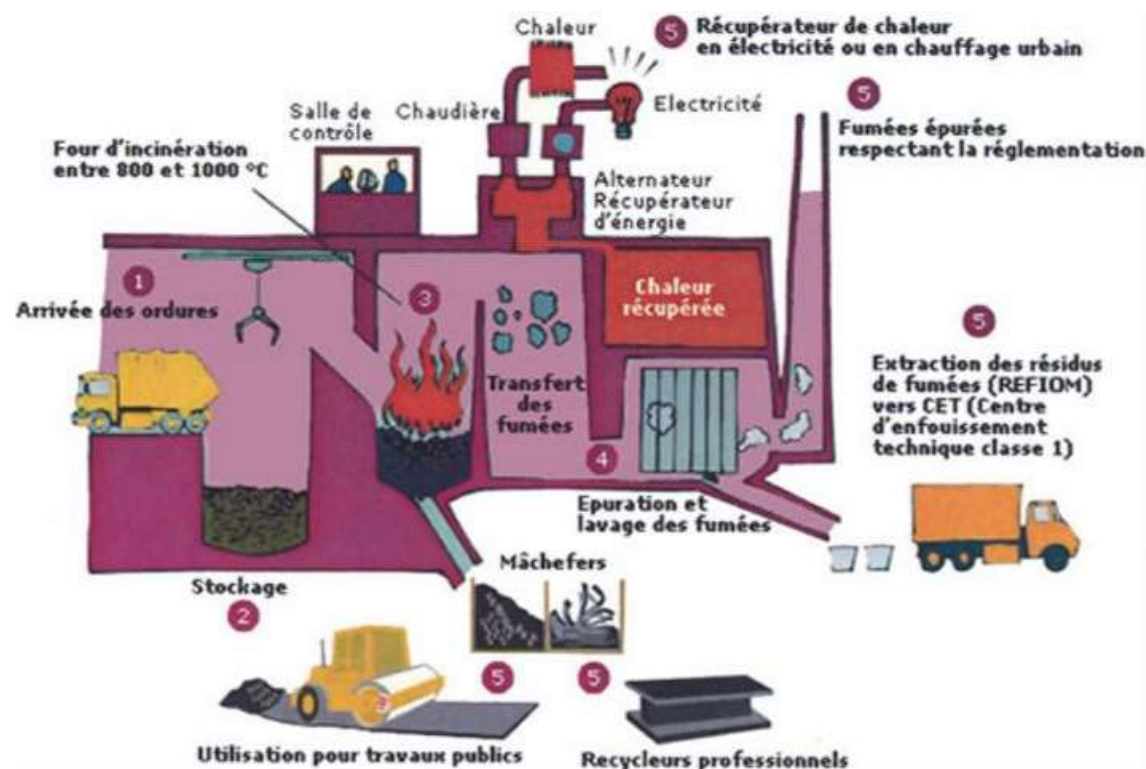 Chaleur
5
Récupérateur de chaleur
en électricité ou en chauffage urbain
Salle de
contrôle
Chaudière
Electricité
5
Fumées épurées
respectant la réglementation
Four d'incinération
entre 800 et 1000 °C
Alternateur
Récupérateur
d'énergie
1
Arrivée des ordures
3
Chaleur
récupérée
5
Extraction des résidus
de fumées (REFIOM)
vers CET (Centre
d'enfouissement
technique classe 1)
Transfert
des
fumées
4
Epuration et
lavage des fumées
Stockage
2
Mâchefers
5
5
Utilisation pour travaux publics
Recycleurs professionnels